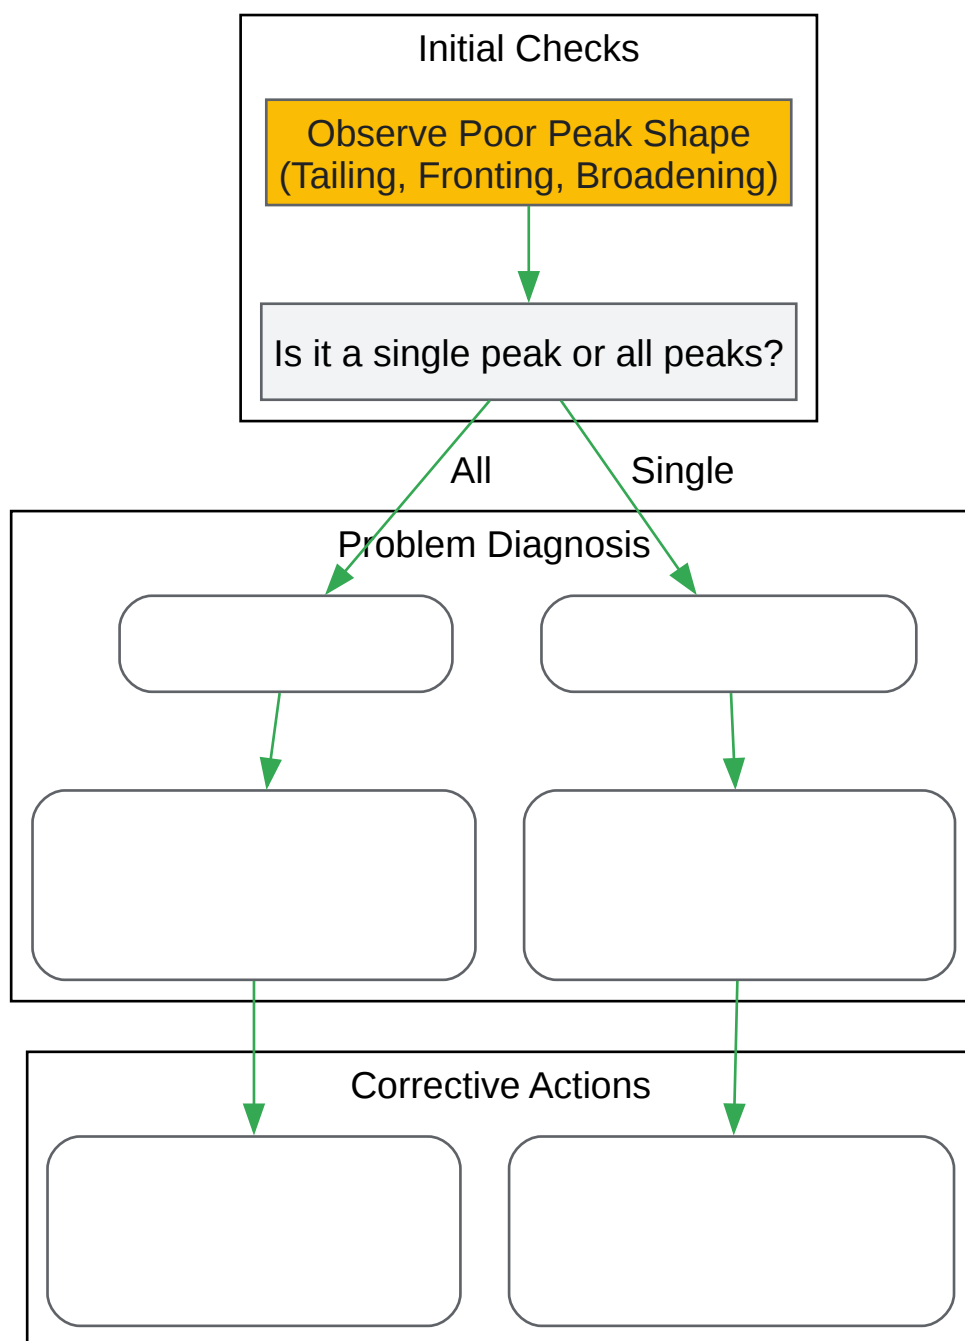 Initial Checks
Observe Poor Peak Shape
(Tailing, Fronting, Broadening)
Is it a single peak or all peaks?
All
Single
Problem Diagnosis
Corrective Actions